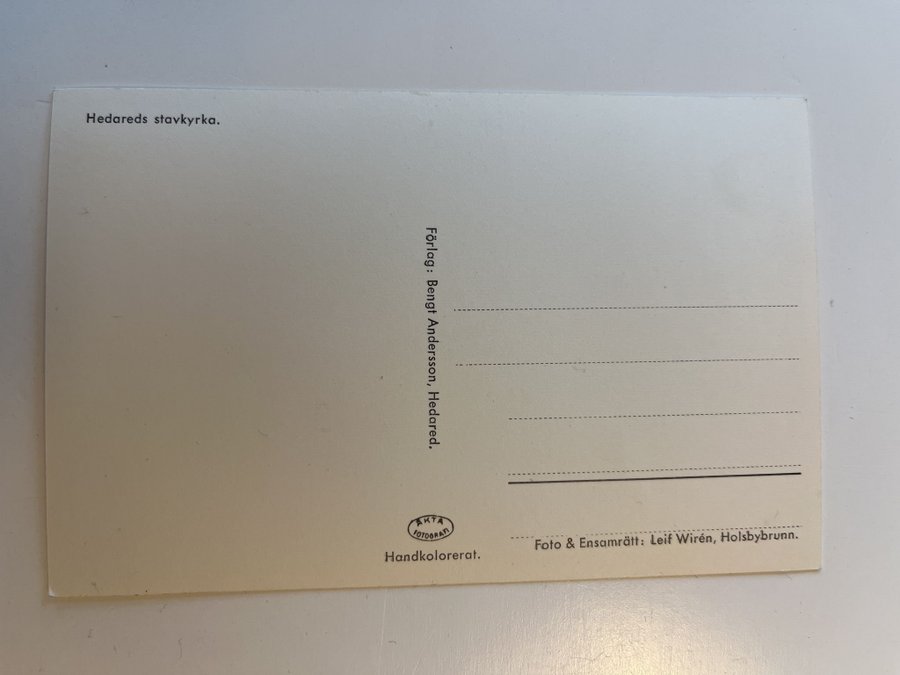 Hedareds stavkyrka.
Förlag: Bengt Andersson, Hedared.
ÄKTA
FOTOGRAFI
Handkolorerat.
Foto & Ensamrätt: Leif Wirén, Holsbybrunn.